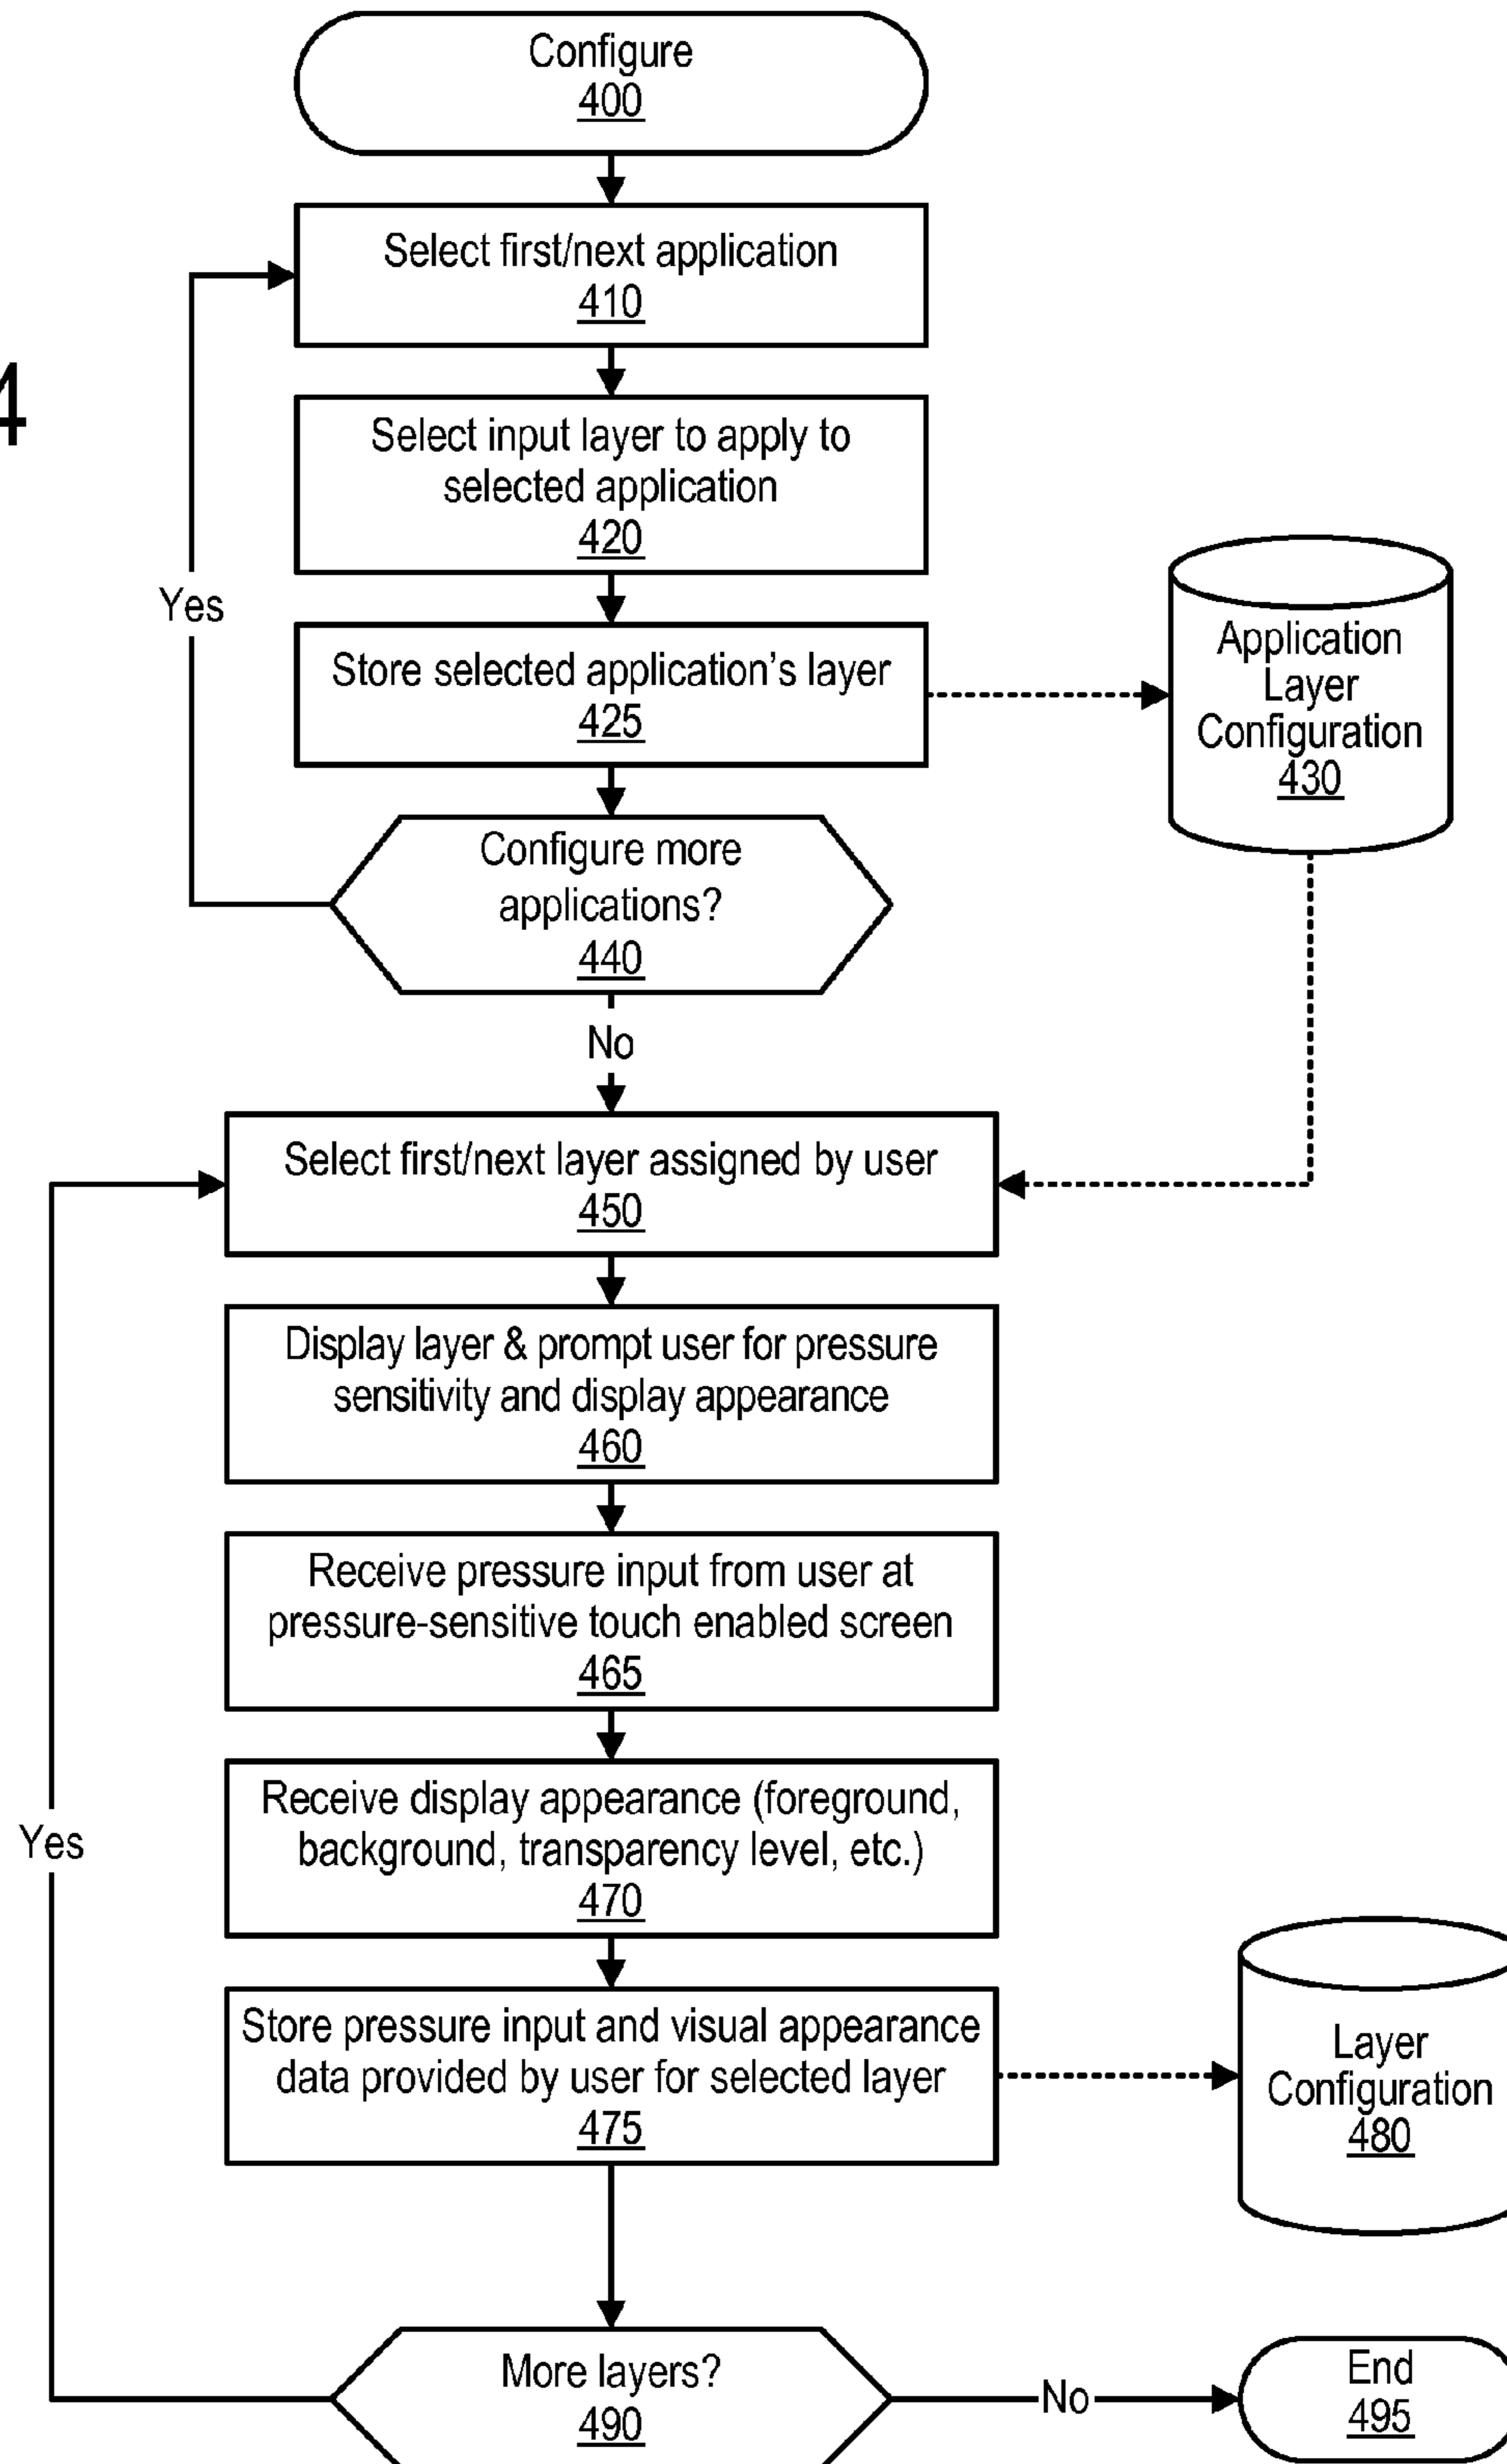 Configure
400
Select first/next application
410
4
Select input layer to apply to
selected application
420
Yes
Store selected application's layer
425
Application
Layer
Configuration
430
Configure more
applications?
440
No
Select first/next layer assigned by user
450
Display layer & prompt user for pressure
sensitivity and display appearance
460
Receive pressure input from user at
pressure-sensitive touch enabled screen
465
Receive display appearance (foreground,
background, transparency level, etc.)
470
Yes
Store pressure input and visual appearance
data provided by user for selected layer
475
Layer
Configuration
480
More layers?
490
No
End
495